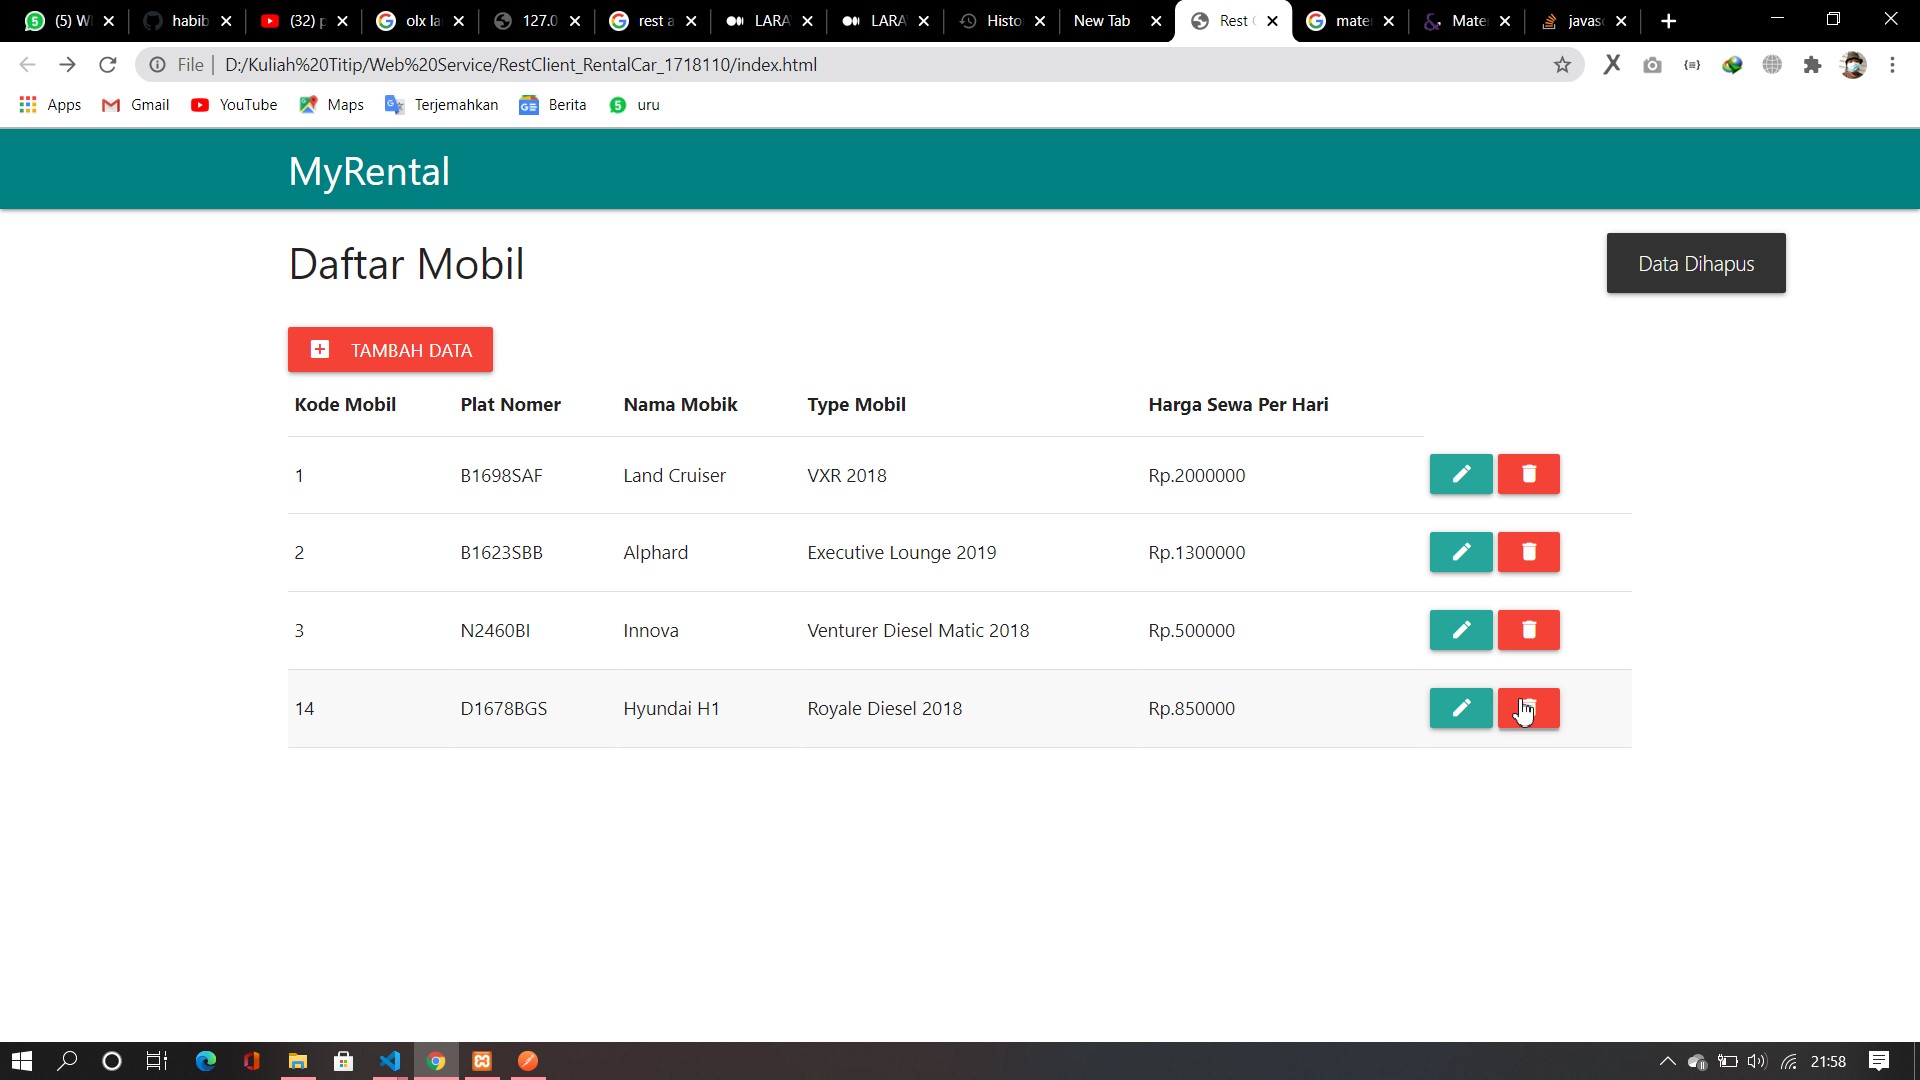 (5) W
habib
(32) p
olx la
127.0
rest a
LARA
LARA
Histo
New Tab
Rest
mate
Mate
javas
File
D:/Kuliah%20Titip/Web%20Service/RestClient_RentalCar_1718110/index.html
Apps
Gmail
YouTube
Maps
Terjemahkan
Berita
uru
MyRental
Daftar Mobil
Data Dihapus
TAMBAH DATA
Kode Mobil Plat Nomer Nama Mobik Type Mobil Harga Sewa Per Hari
1 B1698SAF Land Cruiser VXR 2018 Rp.2000000
2 B1623SBB Alphard Executive Lounge 2019 Rp.1300000
3 N2460BI Innova Venturer Diesel Matic 2018 Rp.500000
14 D1678BGS Hyundai H1 Royale Diesel 2018 Rp.850000
21:58